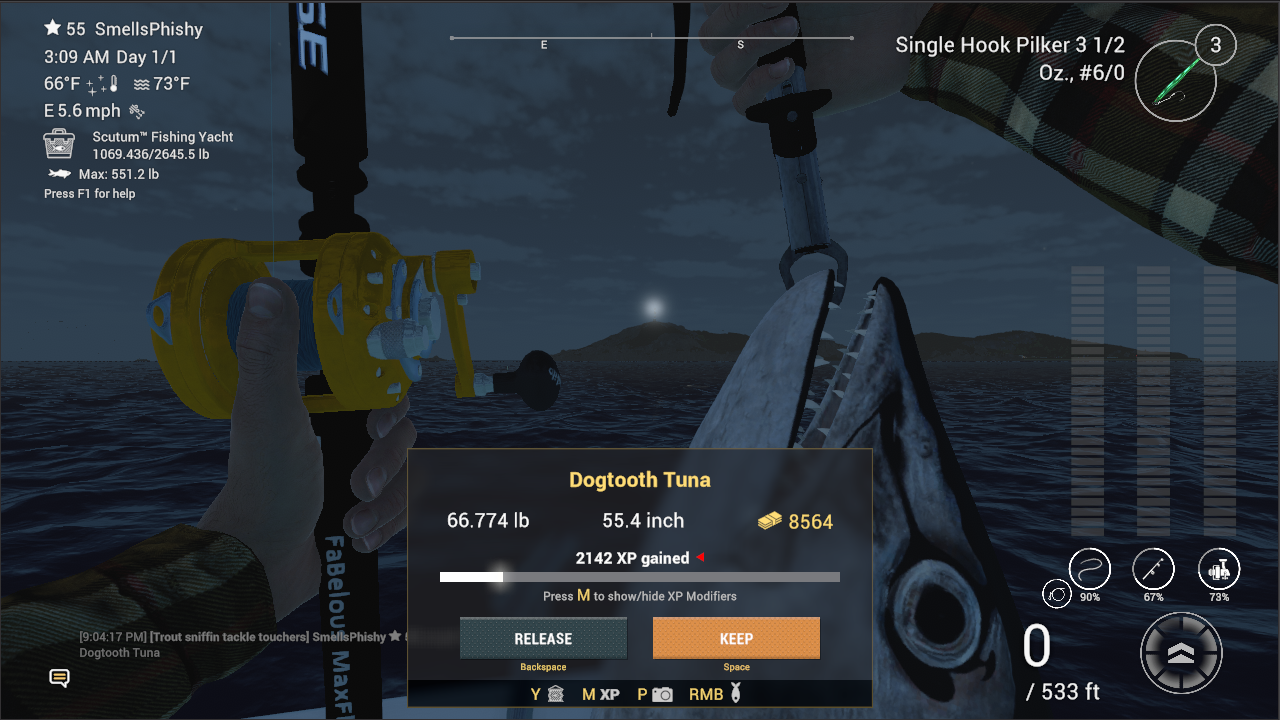 55 SmellsPhishy
3:09 AM Day 1/1
66°F 73°F
E 5.6 mph
Scutum™ Fishing Yacht
1069.436/2645.5 lb
Max: 551.2 lb
Press F1 for help
SE
E S
Single Hook Pilker 3 1/2
Oz., #6/0
3
Dogtooth Tuna
66.774 lb 55.4 inch 8564
2142 XP gained
Press M to show/hide XP Modifiers
RELEASE KEEP
Backspace Space
Y M XP P RMB
[9:04:17 PM] [Trout sniffin tackle touchers] SmellsPhishy
Dogtooth Tuna
FaBelou MaxF
90% 67% 73%
0
/ 533 ft